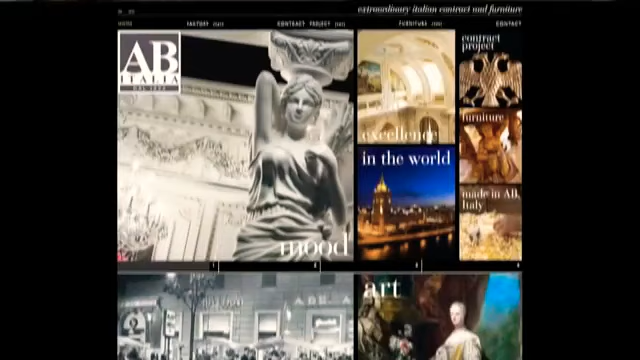 extraordinary italian contract and furniture
FACTORY
CONTRACT PROJECT
FURNITURE
CONTACT
AB
ITALIA
contract
project
excellence
furniture
in the world
made in AB,
Italy
mood
art